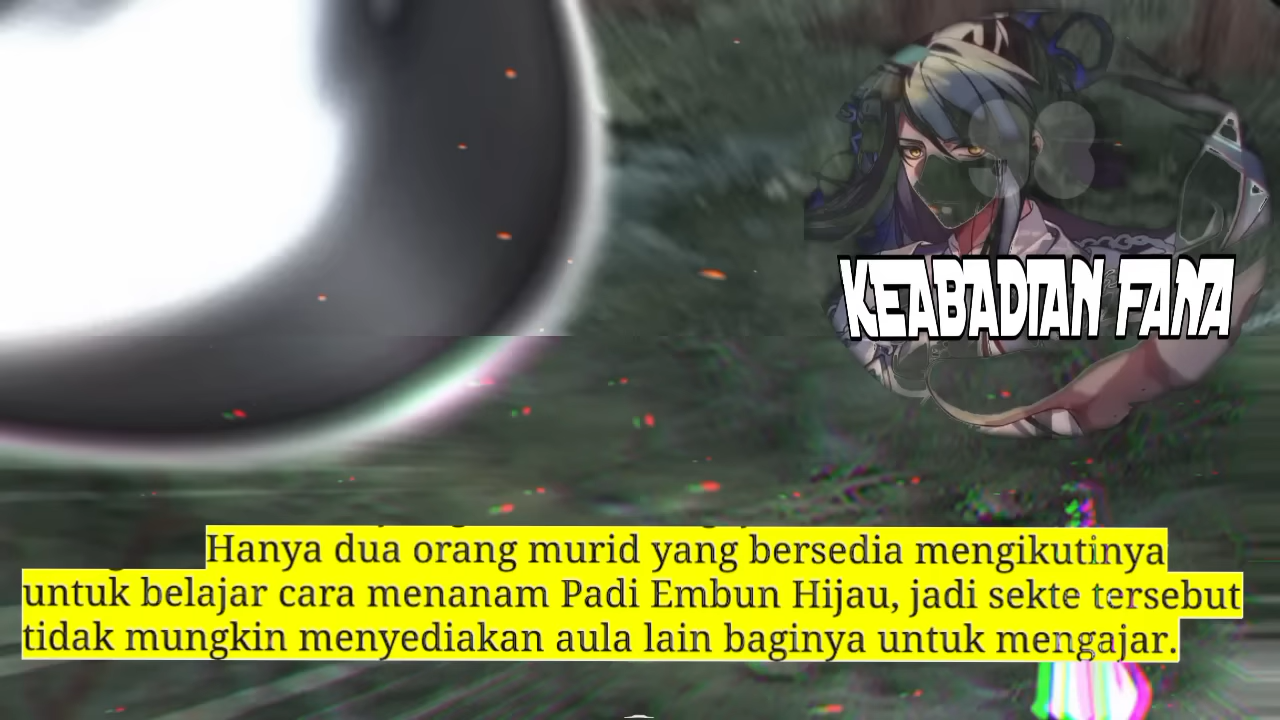 KEABADIAN FANA
Hanya dua orang murid yang bersedia mengikutinya
untuk belajar cara menanam Padi Embun Hijau, jadi sekte tersebut
tidak mungkin menyediakan aula lain baginya untuk mengajar.